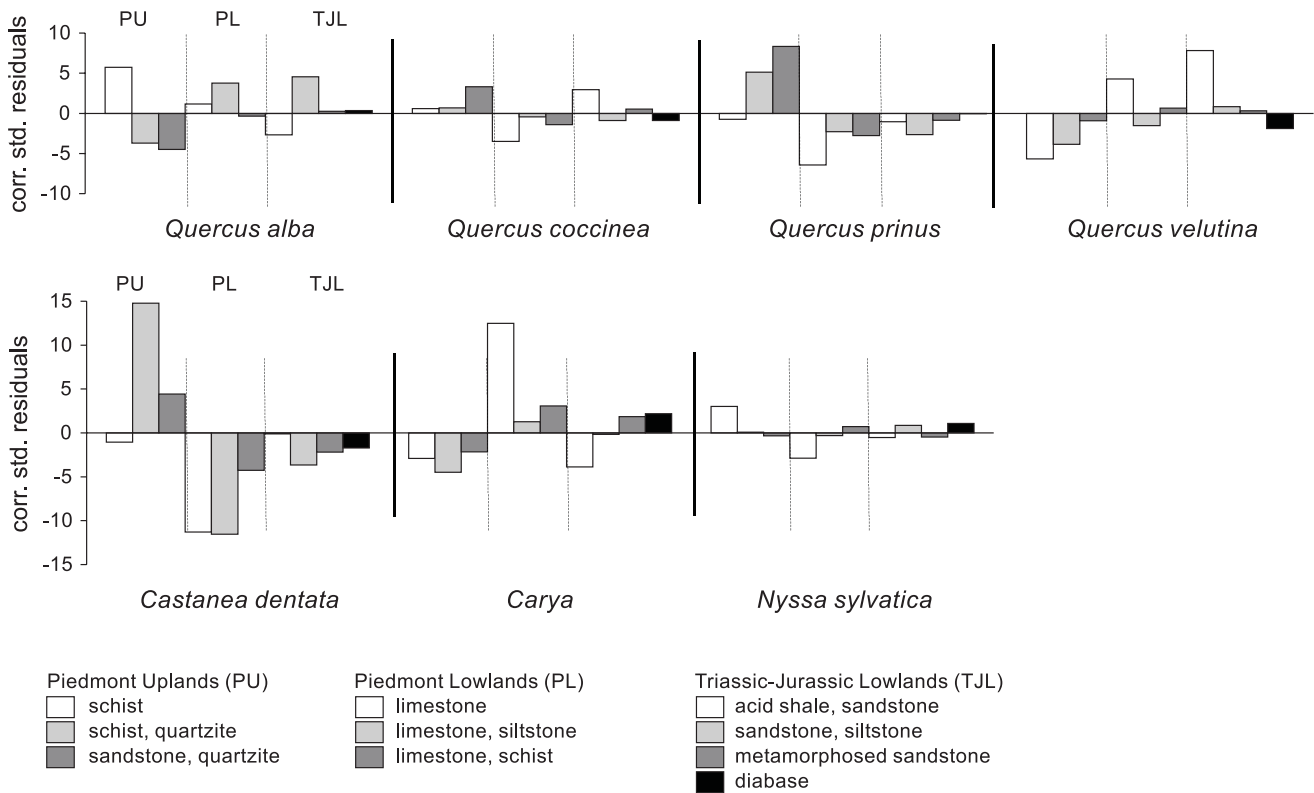 PU PL TJL
corr. std. residuals
10
5
0
-5
-10
Quercus alba Quercus coccinea Quercus prinus Quercus velutina
PU PL TJL
corr. std. residuals
15
10
5
0
-5
-10
-15
Castanea dentata Carya Nyssa sylvatica
Piedmont Uplands (PU)
schist
schist, quartzite
sandstone, quartzite
Piedmont Lowlands (PL)
limestone
limestone, siltstone
limestone, schist
Triassic-Jurassic Lowlands (TJL)
acid shale, sandstone
sandstone, siltstone
metamorphosed sandstone
diabase